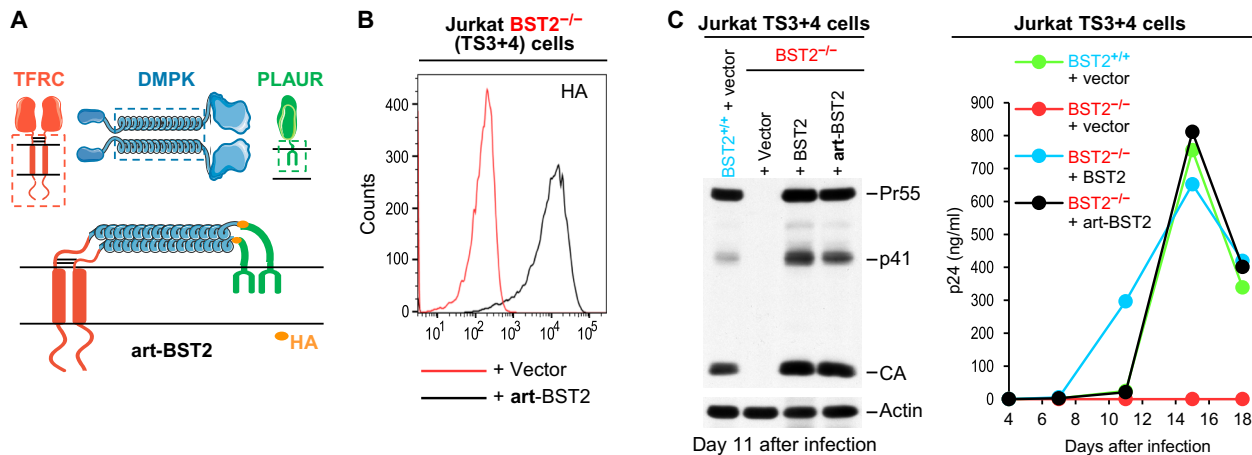 A
TFRC
DMPK
PLAUR
art-BST2
HA
B
Jurkat BST2−/−
(TS3+4) cells
HA
Counts
400
300
200
100
0
10¹
10²
10³
10⁴
10⁵
+ Vector
+ art-BST2
C
Jurkat TS3+4 cells
BST2−/−
BST2+/+ + vector
+ Vector
+ BST2
+ art-BST2
Pr55
p41
CA
Actin
Day 11 after infection
Jurkat TS3+4 cells
BST2+/+
+ vector
BST2−/−
+ vector
BST2−/−
+ BST2
BST2−/−
+ art-BST2
p24 (ng/ml)
900
800
700
600
500
400
300
200
100
0
4 6 8 10 12 14 16 18
Days after infection